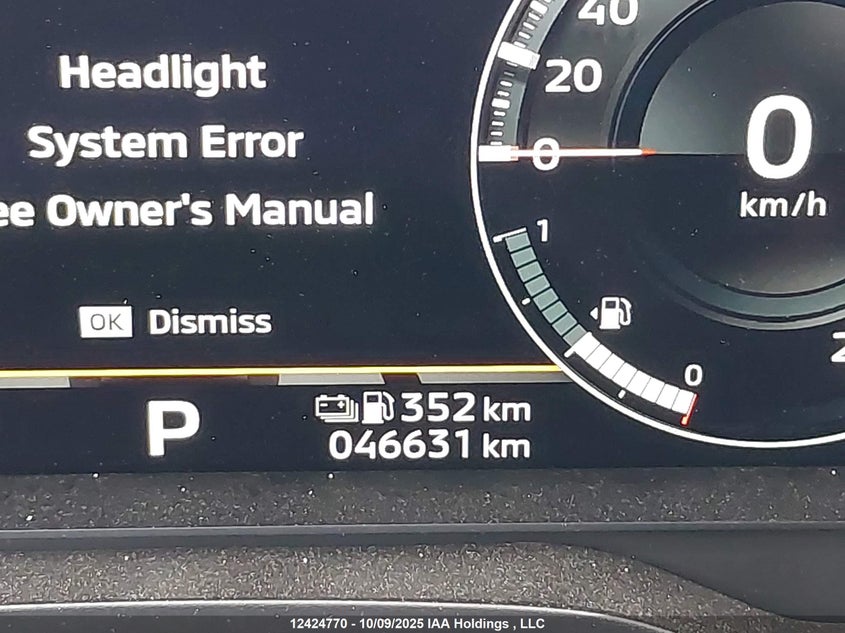 Headlight
System Error
ee Owner's Manual
OK Dismiss
P
352 km
046631 km
40
20
0
0
km/h
1
0
2
12424770 - 10/09/2025 IAA Holdings , LLC